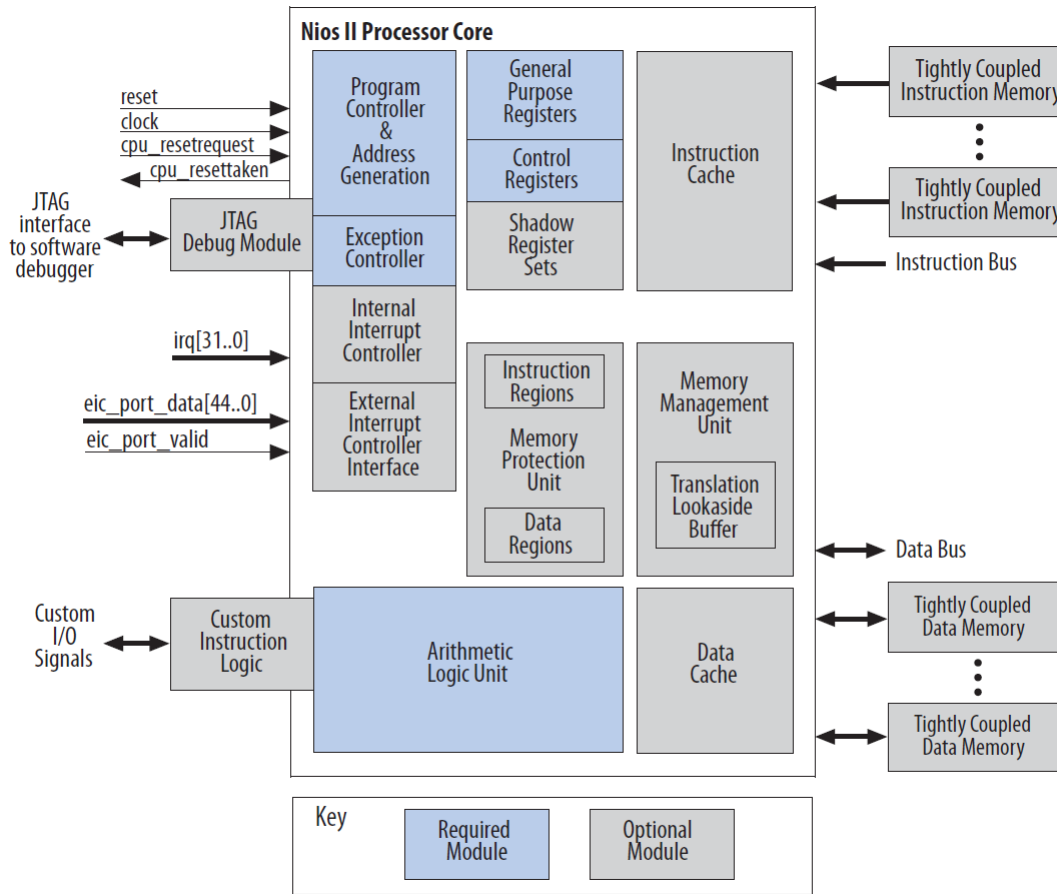 Nios II Processor Core
reset
clock
cpu_resetrequest
cpu_resettaken
JTAG
interface
to software
debugger
JTAG
Debug Module
irq[31..0]
eic_port_data[44..0]
eic_port_valid
Custom
I/O
Signals
Custom
Instruction
Logic
Program
Controller
&
Address
Generation
Exception
Controller
Internal
Interrupt
Controller
External
Interrupt
Controller
Interface
General
Purpose
Registers
Control
Registers
Shadow
Register
Sets
Instruction
Cache
Instruction
Regions
Memory
Protection
Unit
Data
Regions
Memory
Management
Unit
Translation
Lookaside
Buffer
Arithmetic
Logic Unit
Data
Cache
Tightly Coupled
Instruction Memory
Tightly Coupled
Instruction Memory
Instruction Bus
Data Bus
Tightly Coupled
Data Memory
Tightly Coupled
Data Memory
Key
Required
Module
Optional
Module